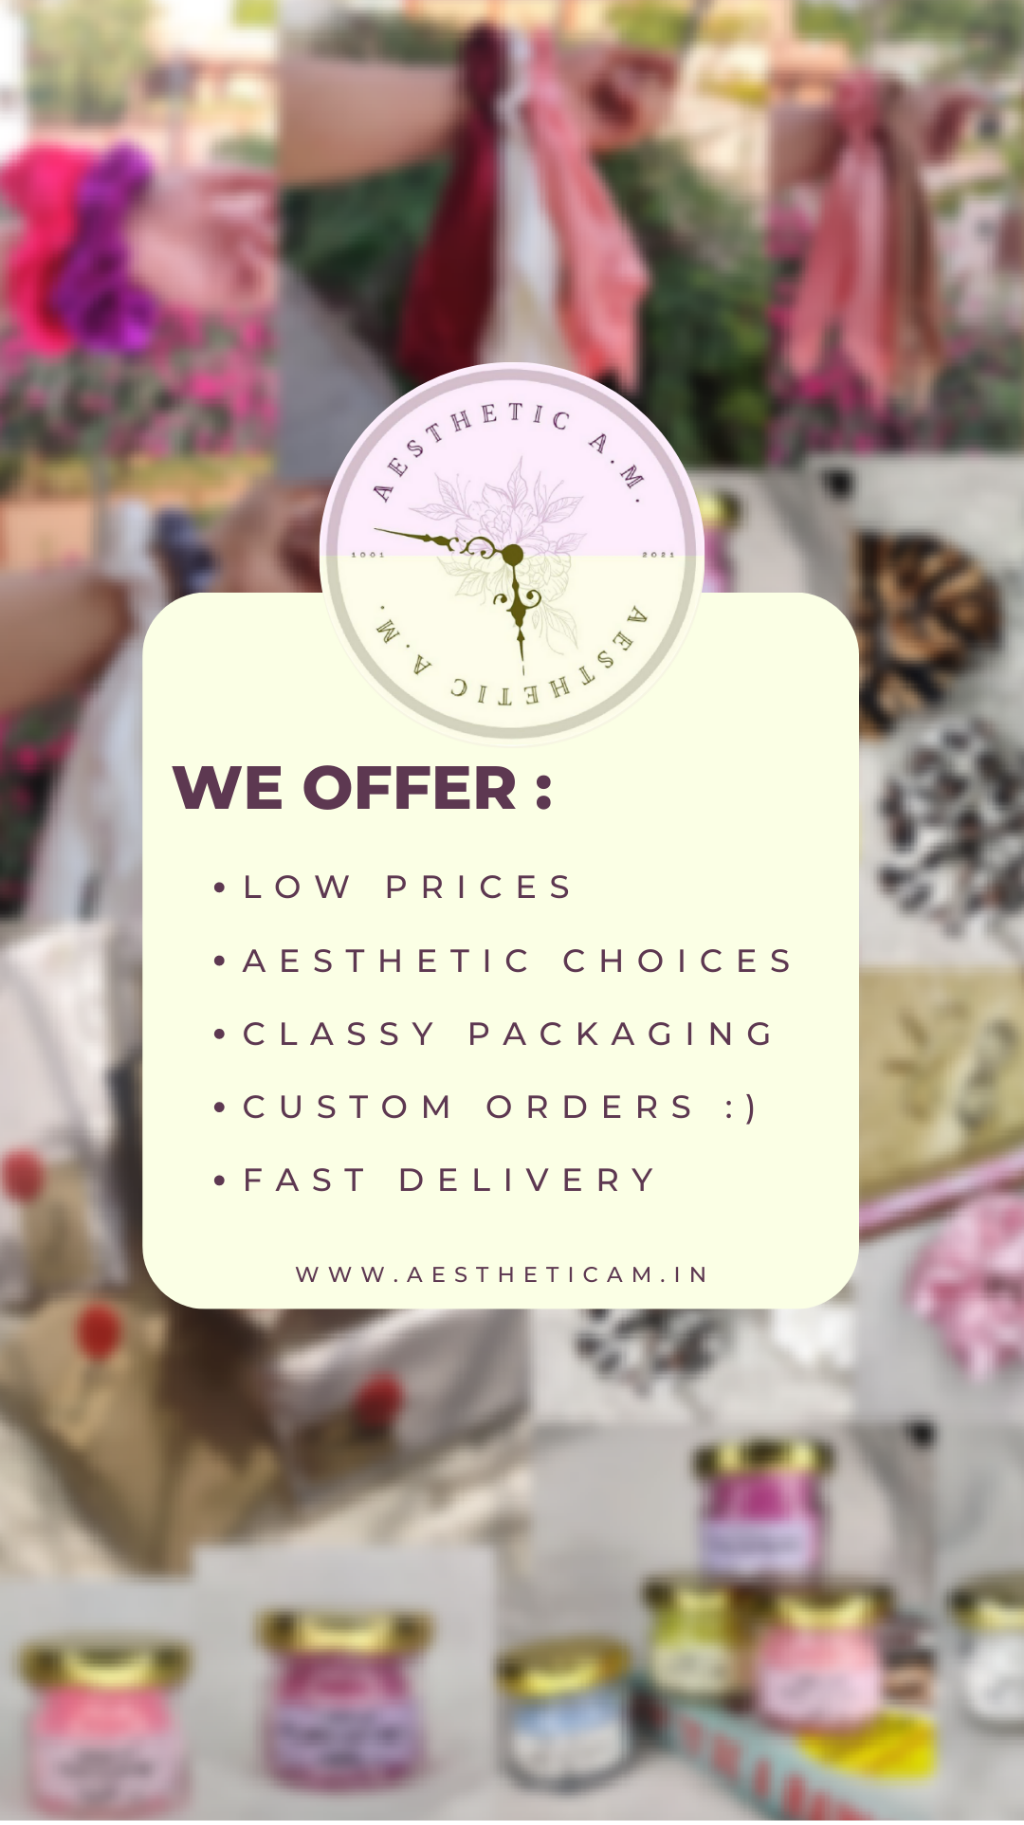 AESTHETIC A.M.
1001
2021
AESTHETIC A.M.
WE OFFER :
• LOW PRICES
• AESTHETIC CHOICES
• CLASSY PACKAGING
• CUSTOM ORDERS :)
• FAST DELIVERY
WWW.AESTHETICAM.IN